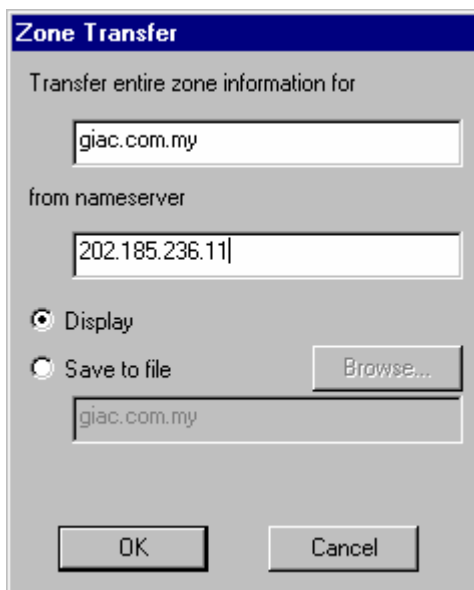 Zone Transfer
Transfer entire zone information for
giac.com.my
from nameserver
202.185.236.11
Display
Save to file
Browse...
giac.com.my
OK
Cancel